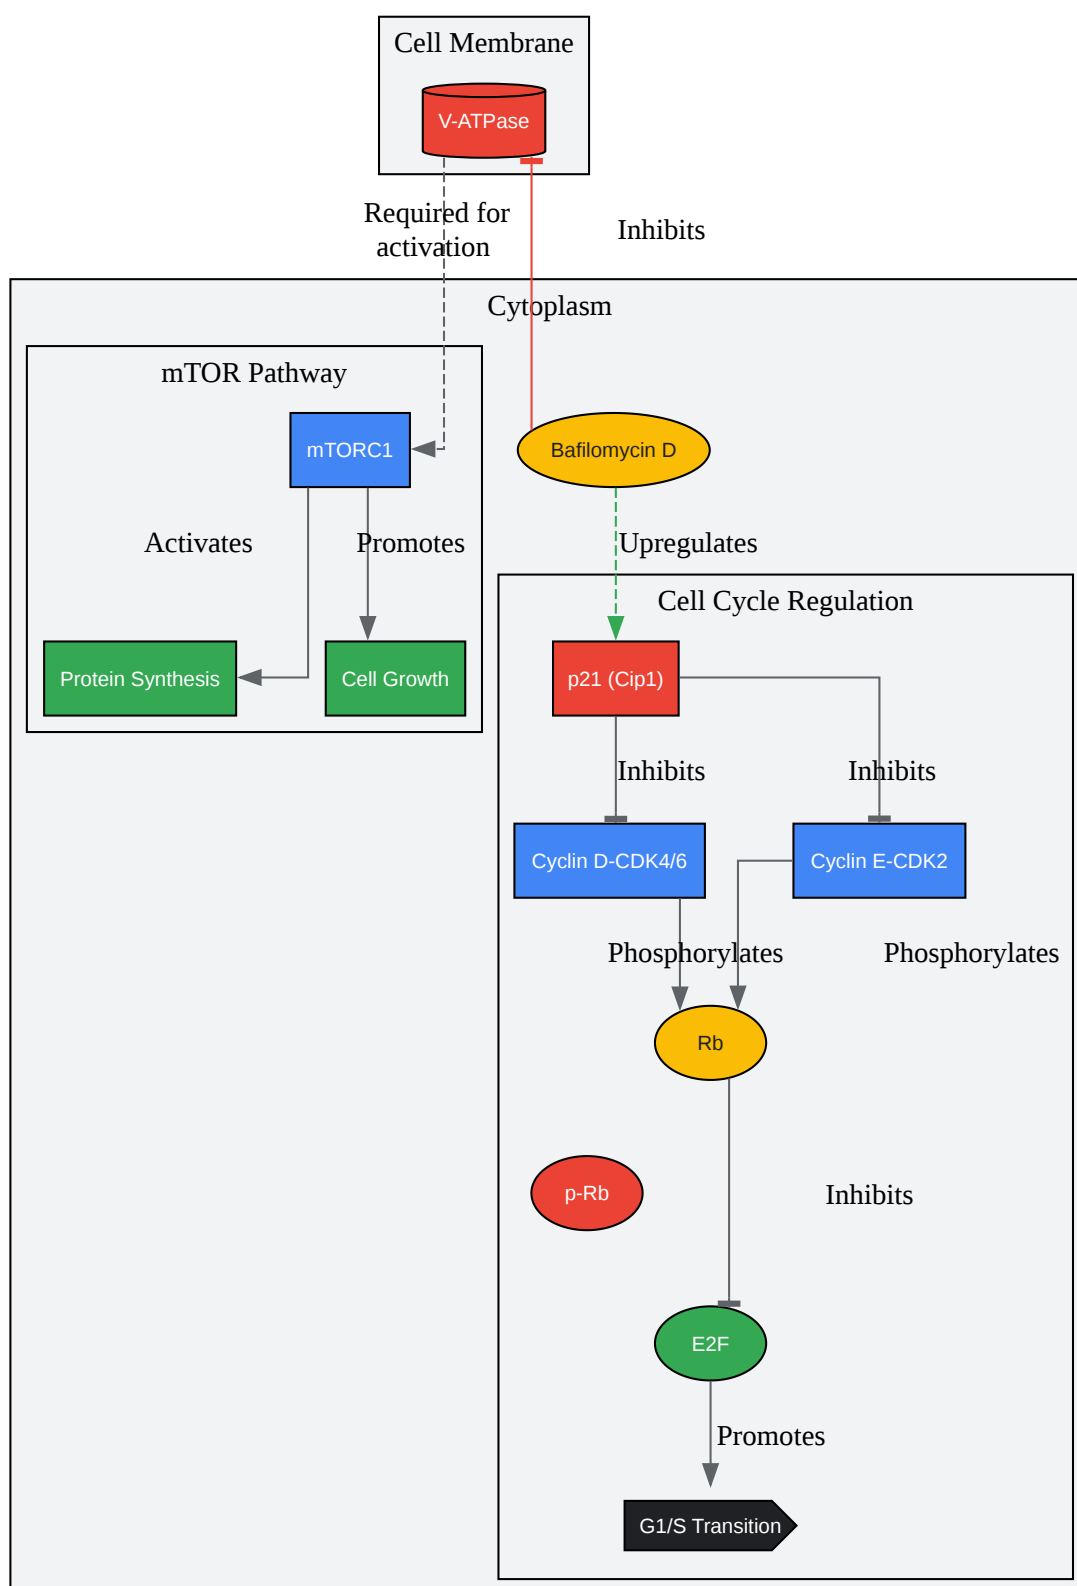 Cell Membrane
V-ATPase
Required for
activation
Inhibits
Cytoplasm
mTOR Pathway
mTORC1
Bafilomycin D
Activates
Promotes
Upregulates
Cell Cycle Regulation
Protein Synthesis
Cell Growth
p21 (Cip1)
Inhibits
Inhibits
Cyclin D-CDK4/6
Cyclin E-CDK2
Phosphorylates
Phosphorylates
Rb
p-Rb
Inhibits
E2F
Promotes
G1/S Transition